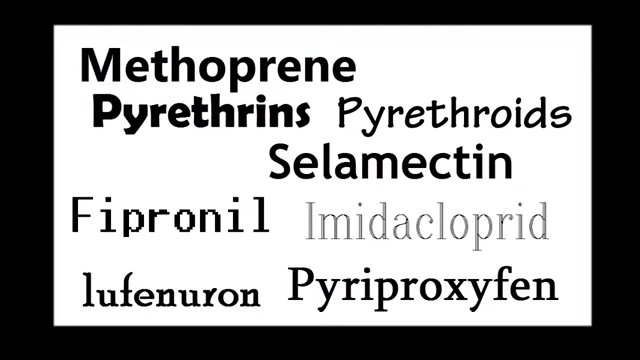 Methoprene
Pyrethrins Pyrethroids
Selamectin
Fipronil Imidacloprid
lufenuron Pyriproxyfen